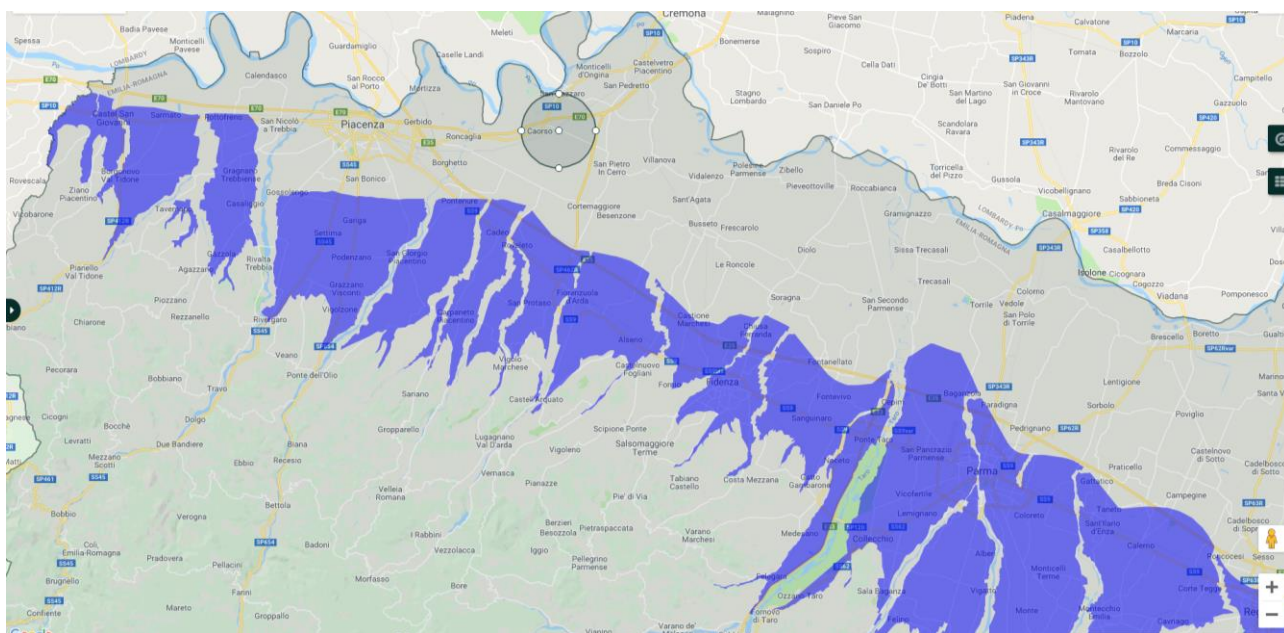 Spessa
Badia Pavese
Monticelli
Pavese
Guardamiglio
Meleti
Cremona
Malagnino
Pieve San
Giacomo
Piadena
Calvatone
Marcaria
Caselle Landi
SP10
Bonemerse
Sospiro
Cella Dati
Cingia
De' Botti
San Giovanni
in Croce
Tornata
Bozzolo
Rivarolo
Mantovano
Campitello
Gazzuolo
LOMBARDY
EMILIA-ROMAGNA
Calendasco
San Rocco
al Porto
Mortizza
Monticelli
d'Ongina
Castelvetro
Piacentino
San Pedretto
Stagno
Lombardo
San Daniele Po
San Martino
del Lago
Scandolara
Ravara
Rivarolo
del Re
Commessaggio
Castel San
Giovanni
Sarmato
Rottofreno
San Nicolò
a Trebbia
Piacenza
Gerbido
Roncaglia
Caorso
Borghetto
San Bonico
San Pietro
in Cerro
Villanova
Vidalenzo
Polesine
Parmense
Zibello
Pieveottoville
Roccabianca
Torricella
del Pizzo
Gussola
Vicobellignano
Casalmaggiore
Breda Cisoni
Sabbioneta
Rovescala
Ziano
Piacentino
Borgonovo
Val Tidone
Gragnano
Trebbiense
Casaliggio
Gossolengo
Vicobarone
Gariga
Settima
Podenzano
San Giorgio
Piacentino
Pontenure
Cadeo
Roveleto
Cortemaggiore
Besenzone
Sant'Agata
Busseto
Frescarolo
Gramignazzo
Casalbellotto
Pianello
Val Tidone
Agazzano
Gazzola
Rivalta
Trebbia
Grazzano
Visconti
Vigolzone
Diolo
Le Roncole
Sissa Trecasali
Trecasali
Isolone
Cicognara
Cogozzo
Viadana
Pomponesco
Piozzano
Rezzanello
Chiarone
Rivergaro
Carpaneto
Piacentino
San Protaso
Fiorenzuola
d'Arda
Soragna
San Secondo
Parmense
Torrile
Vedole
Colorno
San Polo
di Torrile
Brescello
Boretto
Pecorara
Bobbiano
Veano
Ponte dell'Olio
Travo
Vigolo
Marchese
Alseno
Castelnuovo
Fogliani
Castione
Marchesi
Chiusa
Ferranda
Fontanellato
Lentigione
Cicogni
Bocchè
Dolgo
Sariano
Castell'Arquato
Fidenza
Fornio
Fornovivo
Baganzola
Paradigna
Sorbolo
Poviglio
Levratti
Mezzano
Scotti
Due Bandiere
Biana
Recesio
Ebbio
Gropparello
Lugagnano
Val D'Arda
Vigoleno
Scipione Ponte
Salsomaggiore
Terme
Sanguinaro
Ponte Taro
San Pancrazio
Parmense
Pedrignano
Castelnovo
di Sotto
Cadelbosco
di Sotto
Vernasca
Pianazze
Tabiano
Castello
Costa Mezzana
Noceto
Parma
Praticello
Gattatico
Bobbio
Bettola
Velleia
Romana
Pie' di Via
Vicofertile
Lemignano
Coloreto
Taneto
Campegine
Verogna
Badoni
I Rabbini
Vezzolacca
Berzieri
Besozzola
Pietraspaccata
Iggio
Varano
Marchesi
Medesano
Collecchio
Sant'Ilario
d'Enza
Calerno
Coli
Emilia-Romagna
Pradovera
Pellacini
Pellegrino
Parmense
Brugnello
Morfasso
Bore
Felegara
Ozzano Taro
Sala Baganza
Monticelli
Terme
Vigatto
Sesso
Mareto
Fanni
Groppallo
Confiente
Fornovo
di Taro
Felino
Monte
Montecchio
Emilia
Cavriago
Corte Tegge